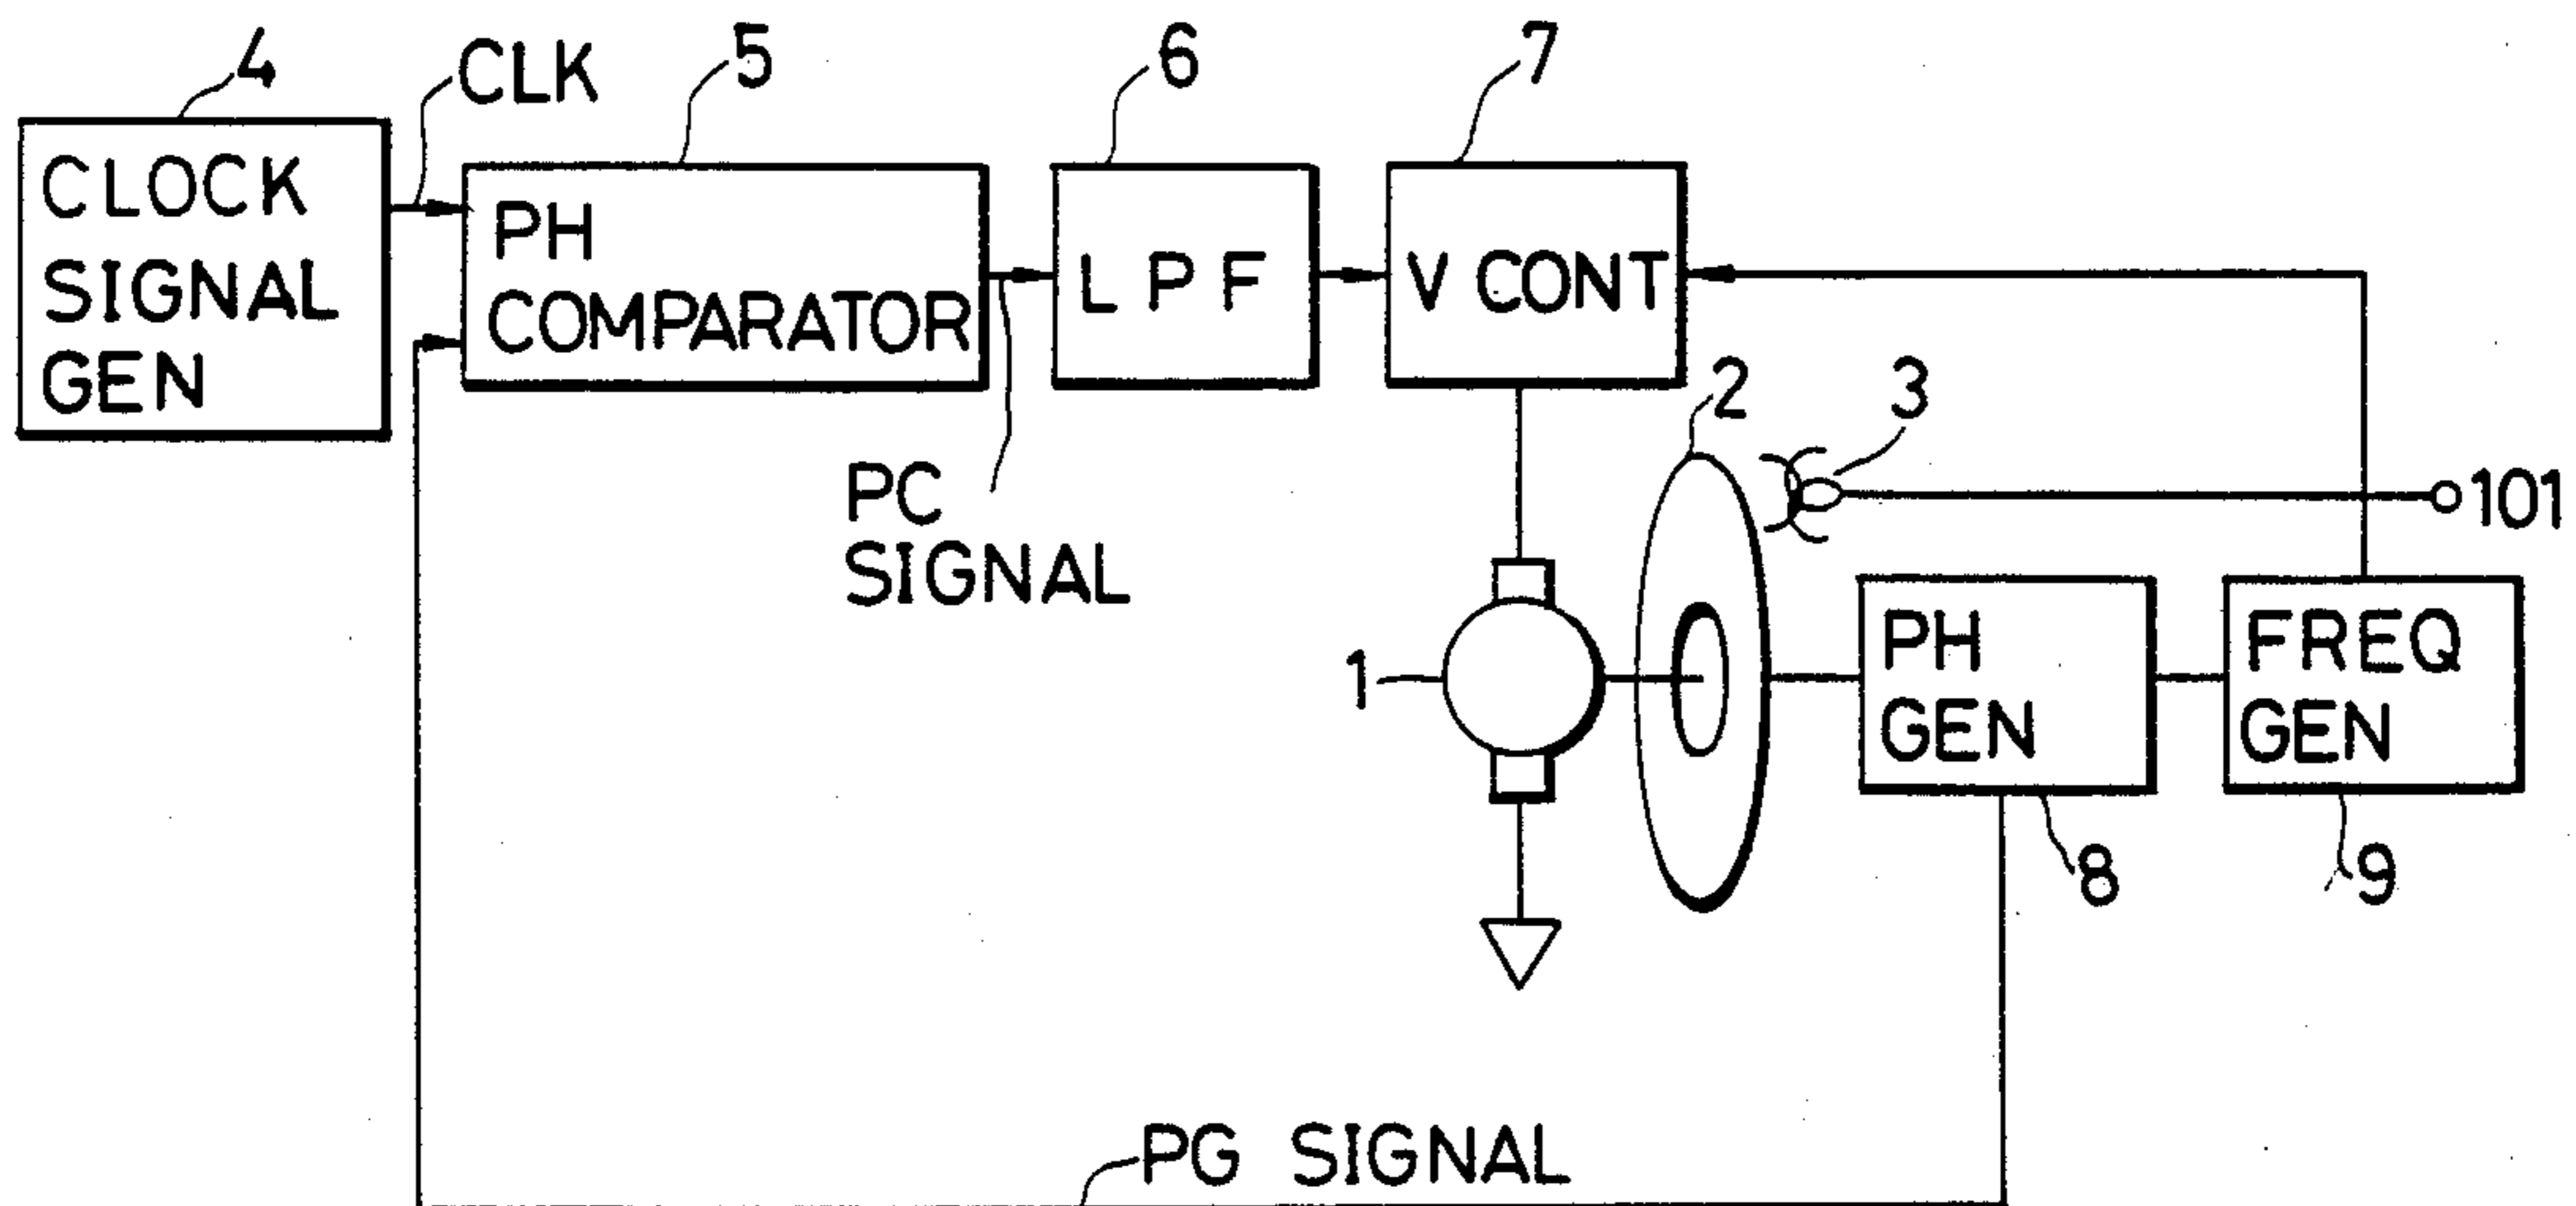 4
CLK
5
6
7
CLOCK
SIGNAL
GEN
PH
COMPARATOR
L P F
V CONT
PC
SIGNAL
2
3
101
1
PH
GEN
FREQ
GEN
8
9
PG SIGNAL